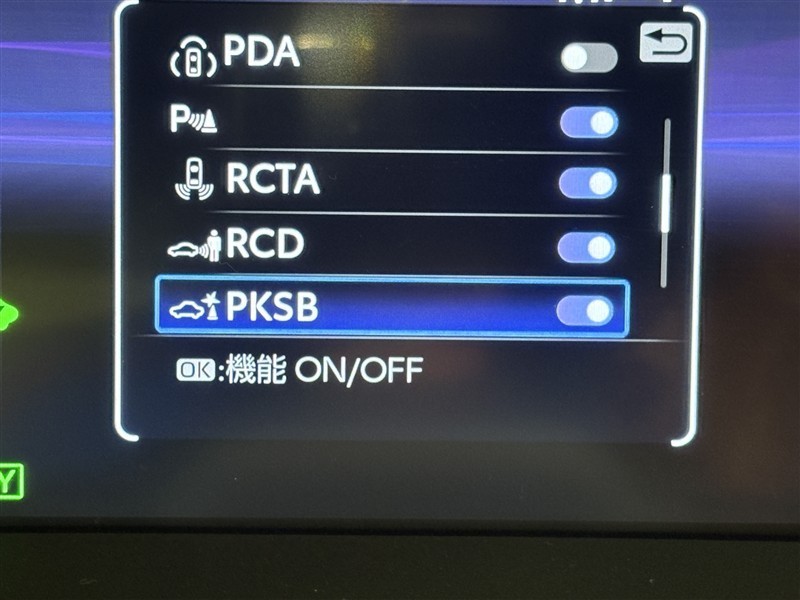 PDA
P
RCTA
RCD
PKSB
OK:機能 ON/OFF
Y